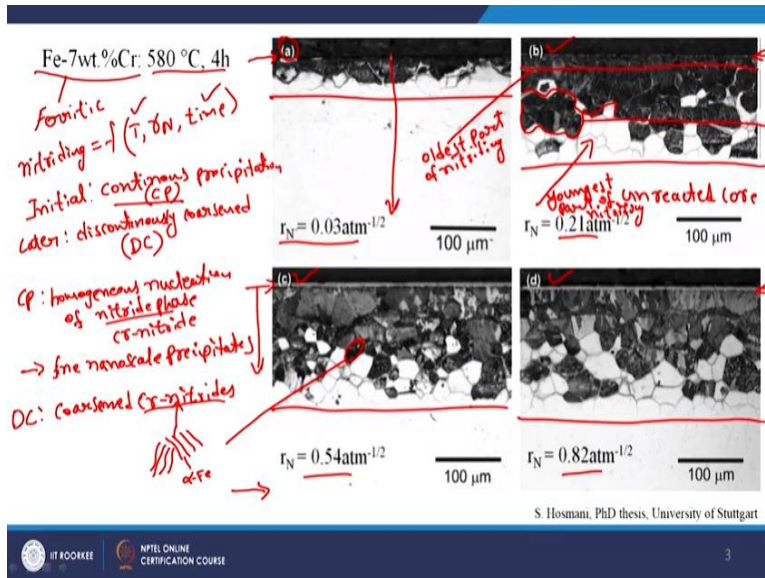 Fe-7wt.%Cr: 580 °C, 4h
Ferritic
nitriding = f (T, rN, time)
Initial: continous precipitation
(CP)
Later: discontinously coarsened
(DC)
CP: homogeneous nucleation
of nitride phase
Cr-nitride
→ fine nanoscale precipitates
DC: Coarsened Cr-nitrides
α-Fe
(a)
oldest part
of nitriding
rN = 0.03atm-1/2
100 μm
(b)
youngest
part of
nitriding
unreacted core
rN = 0.21atm-1/2
100 μm
(c)
rN = 0.54atm-1/2
100 μm
(d)
rN = 0.82atm-1/2
100 μm
S. Hosmani, PhD thesis, University of Stuttgart
IIT ROORKEE
NPTEL ONLINE
CERTIFICATION COURSE
3